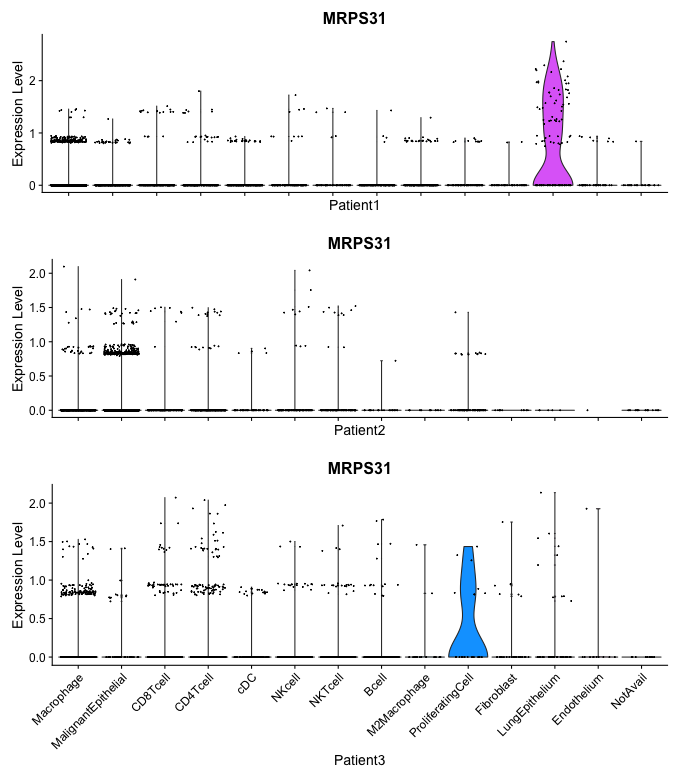 MRPS31
Expression Level
2
1
0
Patient1
MRPS31
Expression Level
2.0
1.5
1.0
0.5
0.0
Patient2
MRPS31
Expression Level
2.0
1.5
1.0
0.5
0.0
Macrophage
MalignantEpithelial
CD8Tcell
CD4Tcell
cDC
NKcell
NKTcell
Bcell
M2Macrophage
ProliferatingCell
Fibroblast
LungEpithelium
Endothelium
NotAvail
Patient3